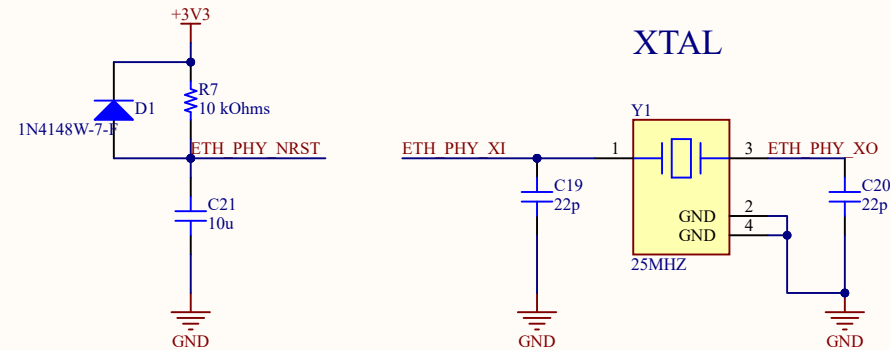 +3V3
XTAL
R7
10 kOhms
D1
1N4148W-7-F
ETH_PHY_NRST
C21
10u
GND
Y1
ETH_PHY_XI
1
3
ETH_PHY_XO
C19
22p
C20
22p
GND
2
GND
4
25MHZ
GND
GND